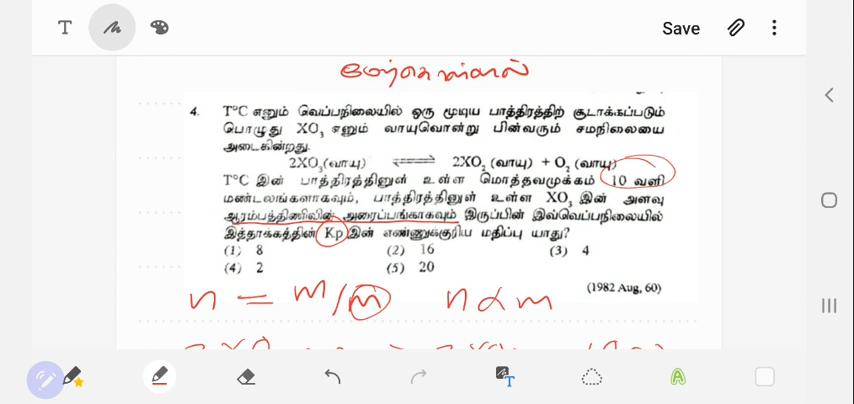 T Save
மேற்கொள்ளல்
4. T°C எனும் வெப்பநிலையில் ஒரு மூடிய பாத்திரத்திற் சூடாக்கப்படும்
பொழுது XO₃ எனும் வாயுவொன்று பின்வரும் சமநிலையை
அடைகின்றது.
2XO₃(வாயு) ⇌ 2XO₂ (வாயு) + O₂ (வாயு)
T°C இன் பாத்திரத்தினுள் உள்ள மொத்தவமுக்கம் 10 வளி
மண்டலங்களாகவும், பாத்திரத்தினுள் உள்ள XO₃ இன் அளவு
ஆரம்பத்திணிவின் அரைப்பங்காகவும் இருப்பின் இவ்வெப்பநிலையில்
இத்தாக்கத்தின் Kp இன் எண்ணுக்குரிய மதிப்பு யாது?
(1) 8 (2) 16 (3) 4
(4) 2 (5) 20
(1982 Aug, 60)
n = m/m n α m